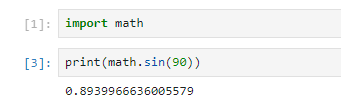 [1]: import math
[3]: print(math.sin(90))
0.8939966636005579